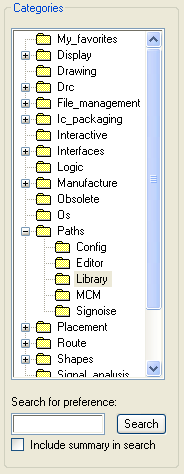 Categories
My_favorites
Display
Drawing
Drc
File_management
Ic_packaging
Interactive
Interfaces
Logic
Manufacture
Obsolete
Os
Paths
Config
Editor
Library
MCM
Signoise
Placement
Route
Shapes
Signal_analysis
Search for preference:
Search
Include summary in search